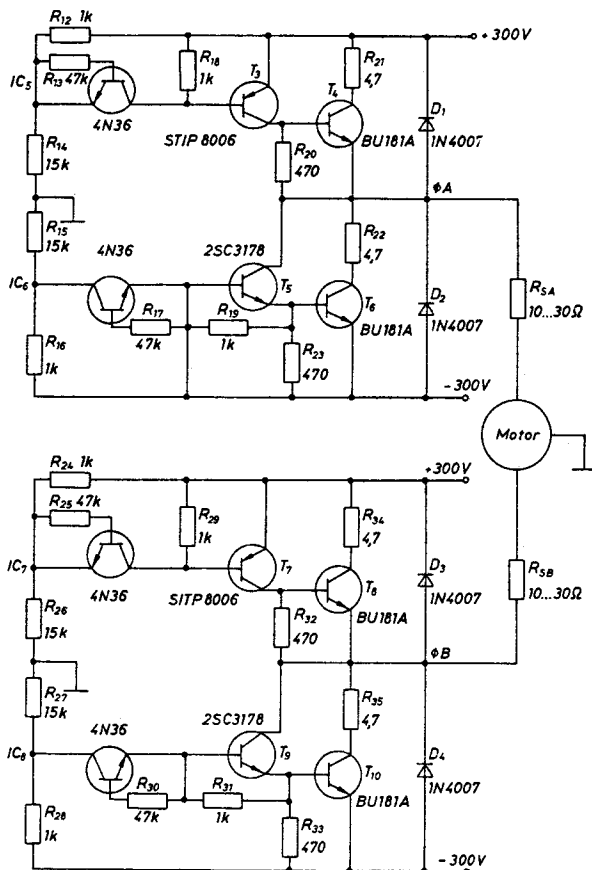 R12 1k
+300V
R13 47k
R18
1k
R21
4,7
IC5
T3
T4
D1
1N4007
4N36
STIP 8006
BU181A
R14
15k
R20
470
ΦA
R15
15k
4N36
2SC3178
R22
4,7
IC6
T5
T6
D2
1N4007
RSA
10...30Ω
R16
1k
R17
47k
R19
1k
BU181A
R23
470
-300V
Motor
R24 1k
+300V
R25 47k
R29
1k
R34
4,7
IC7
T7
T8
D3
1N4007
RSB
10...30Ω
4N36
SITP 8006
BU181A
R26
15k
R32
470
ΦB
R27
15k
4N36
2SC3178
R35
4,7
IC8
T9
T10
D4
1N4007
R28
1k
R30
47k
R31
1k
BU181A
R33
470
-300V